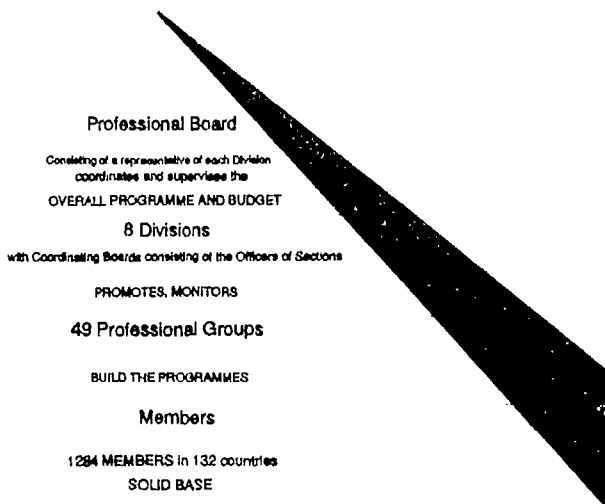 Professional Board
Consisting of a representative of each Division
coordinates and supervises the
OVERALL PROGRAMME AND BUDGET
8 Divisions
with Coordinating Boards consisting of the Officers of Sections
PROMOTES, MONITORS
49 Professional Groups
BUILD THE PROGRAMMES
Members
1284 MEMBERS in 132 countries
SOLID BASE